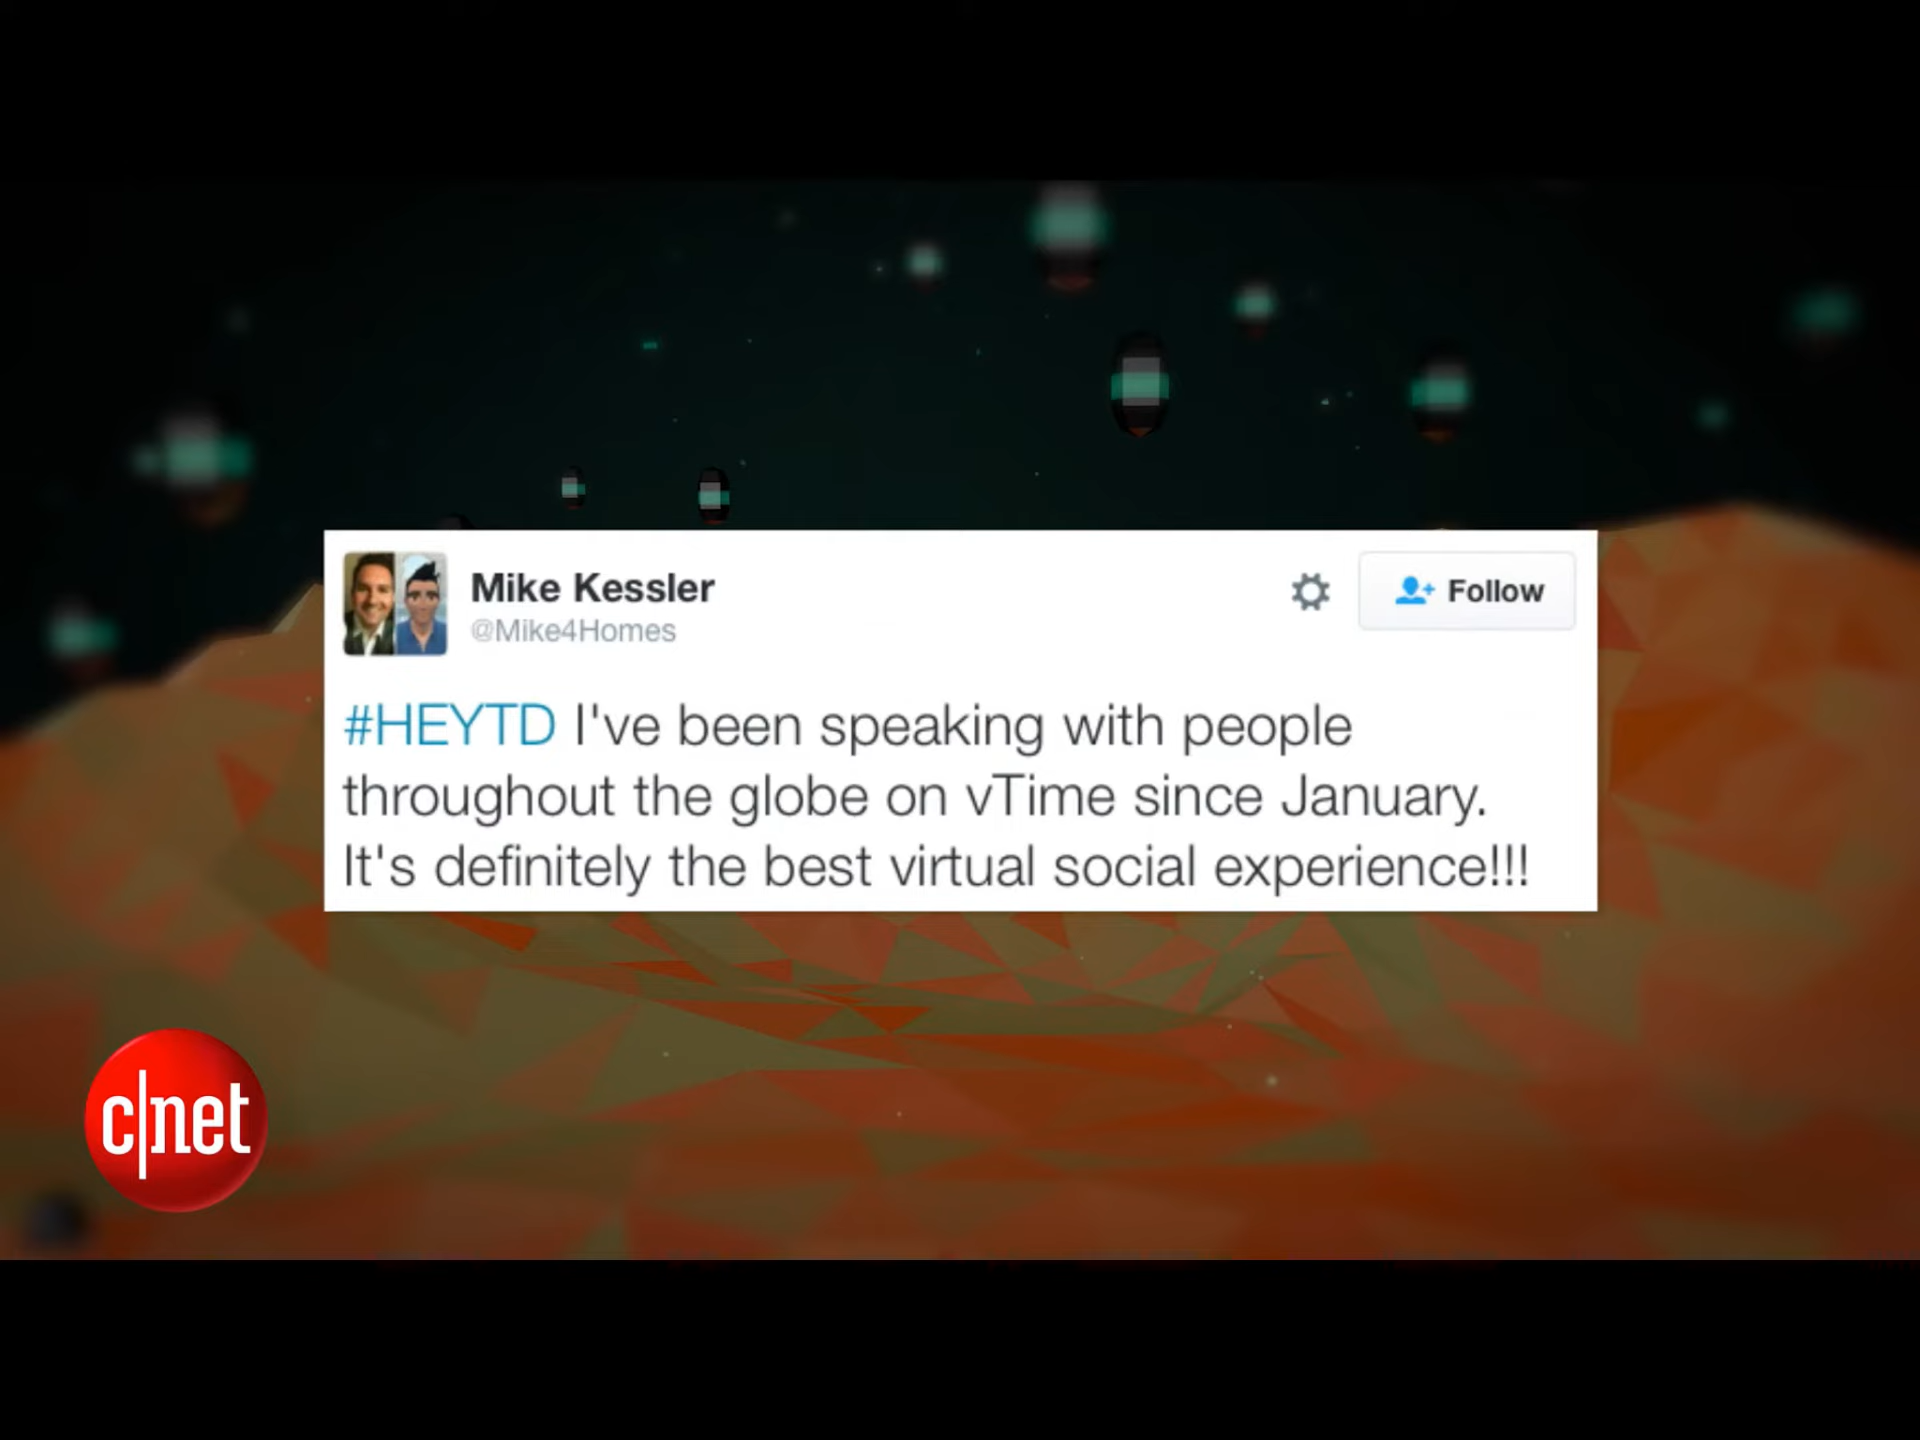 Mike Kessler
@Mike4Homes
Follow
#HEYTD I've been speaking with people
throughout the globe on vTime since January.
It's definitely the best virtual social experience!!!
c|net